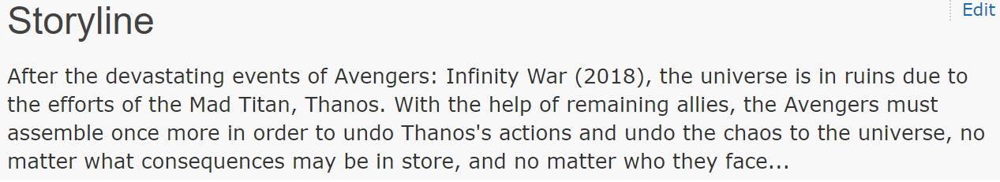 Storyline
Edit
After the devastating events of Avengers: Infinity War (2018), the universe is in ruins due to
the efforts of the Mad Titan, Thanos. With the help of remaining allies, the Avengers must
assemble once more in order to undo Thanos's actions and undo the chaos to the universe, no
matter what consequences may be in store, and no matter who they face...